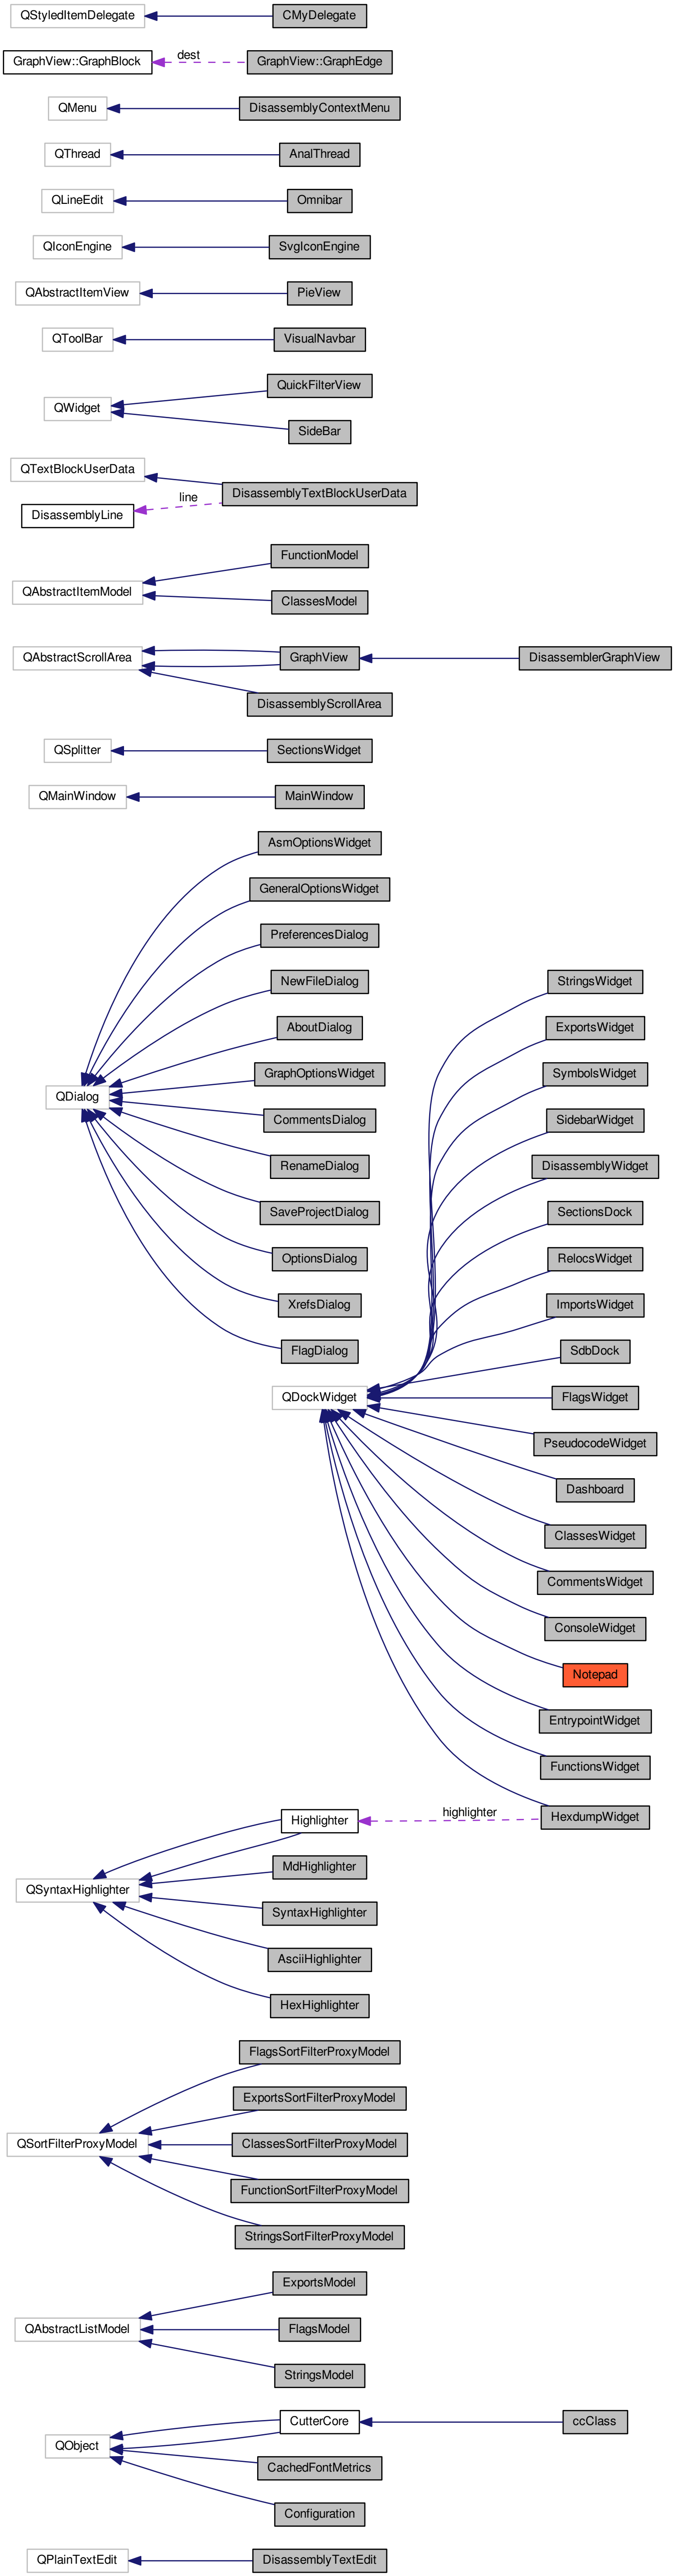 QStyledItemDelegate
CMyDelegate
GraphView::GraphBlock
dest
GraphView::GraphEdge
QMenu
DisassemblyContextMenu
QThread
AnalThread
QLineEdit
Omnibar
QIconEngine
SvgIconEngine
QAbstractItemView
PieView
QToolBar
VisualNavbar
QWidget
QuickFilterView
SideBar
QTextBlockUserData
DisassemblyLine
line
DisassemblyTextBlockUserData
QAbstractItemModel
FunctionModel
ClassesModel
QAbstractScrollArea
GraphView
DisassemblerGraphView
DisassemblyScrollArea
QSplitter
SectionsWidget
QMainWindow
MainWindow
QDialog
AsmOptionsWidget
GeneralOptionsWidget
PreferencesDialog
NewFileDialog
AboutDialog
GraphOptionsWidget
CommentsDialog
RenameDialog
SaveProjectDialog
OptionsDialog
XrefsDialog
FlagDialog
QDockWidget
StringsWidget
ExportsWidget
SymbolsWidget
SidebarWidget
DisassemblyWidget
SectionsDock
RelocsWidget
ImportsWidget
SdbDock
FlagsWidget
PseudocodeWidget
Dashboard
ClassesWidget
CommentsWidget
ConsoleWidget
Notepad
EntrypointWidget
FunctionsWidget
HexdumpWidget
highlighter
Highlighter
QSyntaxHighlighter
MdHighlighter
SyntaxHighlighter
AsciiHighlighter
HexHighlighter
QSortFilterProxyModel
FlagsSortFilterProxyModel
ExportsSortFilterProxyModel
ClassesSortFilterProxyModel
FunctionSortFilterProxyModel
StringsSortFilterProxyModel
QAbstractListModel
ExportsModel
FlagsModel
StringsModel
QObject
CutterCore
ccClass
CachedFontMetrics
Configuration
QPlainTextEdit
DisassemblyTextEdit